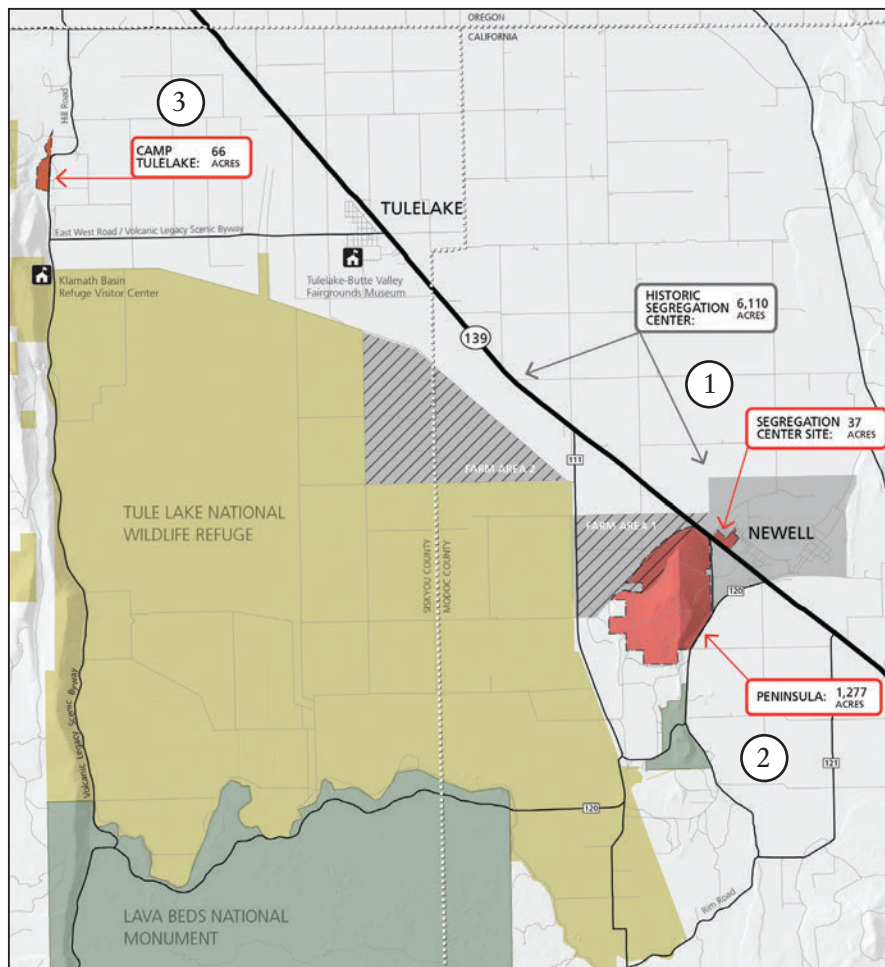 OREGON
CALIFORNIA
3
Hill Road
CAMP 66
TULELAKE: ACRES
TULELAKE
East West Road / Volcanic Legacy Scenic Byway
Klamath Basin
Refuge Visitor Center
Tulelake-Butte Valley
Fairgrounds Museum
HISTORIC
SEGREGATION 6,110
CENTER: ACRES
139
1
SEGREGATION 37
CENTER SITE: ACRES
111
FARM AREA 2
TULE LAKE NATIONAL
WILDLIFE REFUGE
FARM AREA 1
NEWELL
SISKYOU COUNTY
MODOC COUNTY
120
PENINSULA: 1,277
ACRES
Volcanic Legacy Scenic Byway
2
121
120
LAVA BEDS NATIONAL
MONUMENT
Rim Road